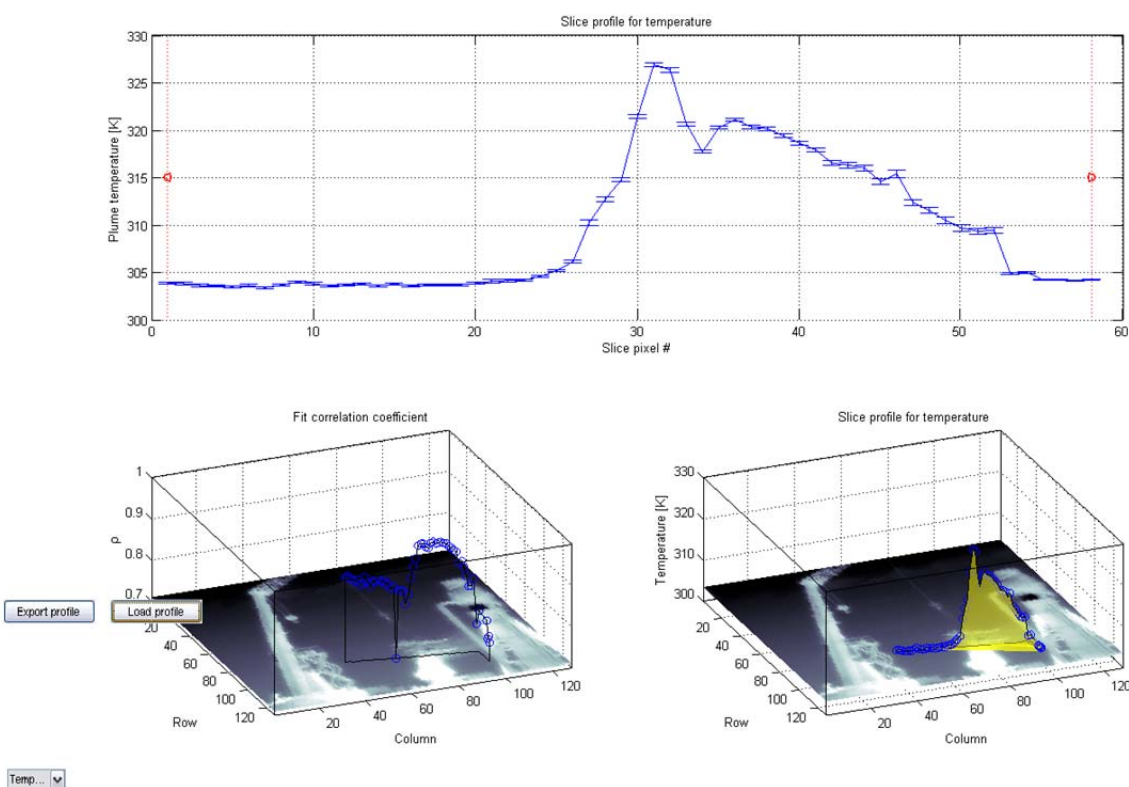 Slice profile for temperature
330
325
320
315
310
305
300
Plume temperature [K]
0 10 20 30 40 50 60
Slice pixel #
Fit correlation coefficient
1
0.9
0.8
0.7
ρ
20
40
60
80
100
120
Row
20 40 60 80 100 120
Column
Slice profile for temperature
330
320
310
300
Temperature [K]
20
40
60
80
100
120
Row
20 40 60 80 100 120
Column
Export profile
Load profile
Temp...